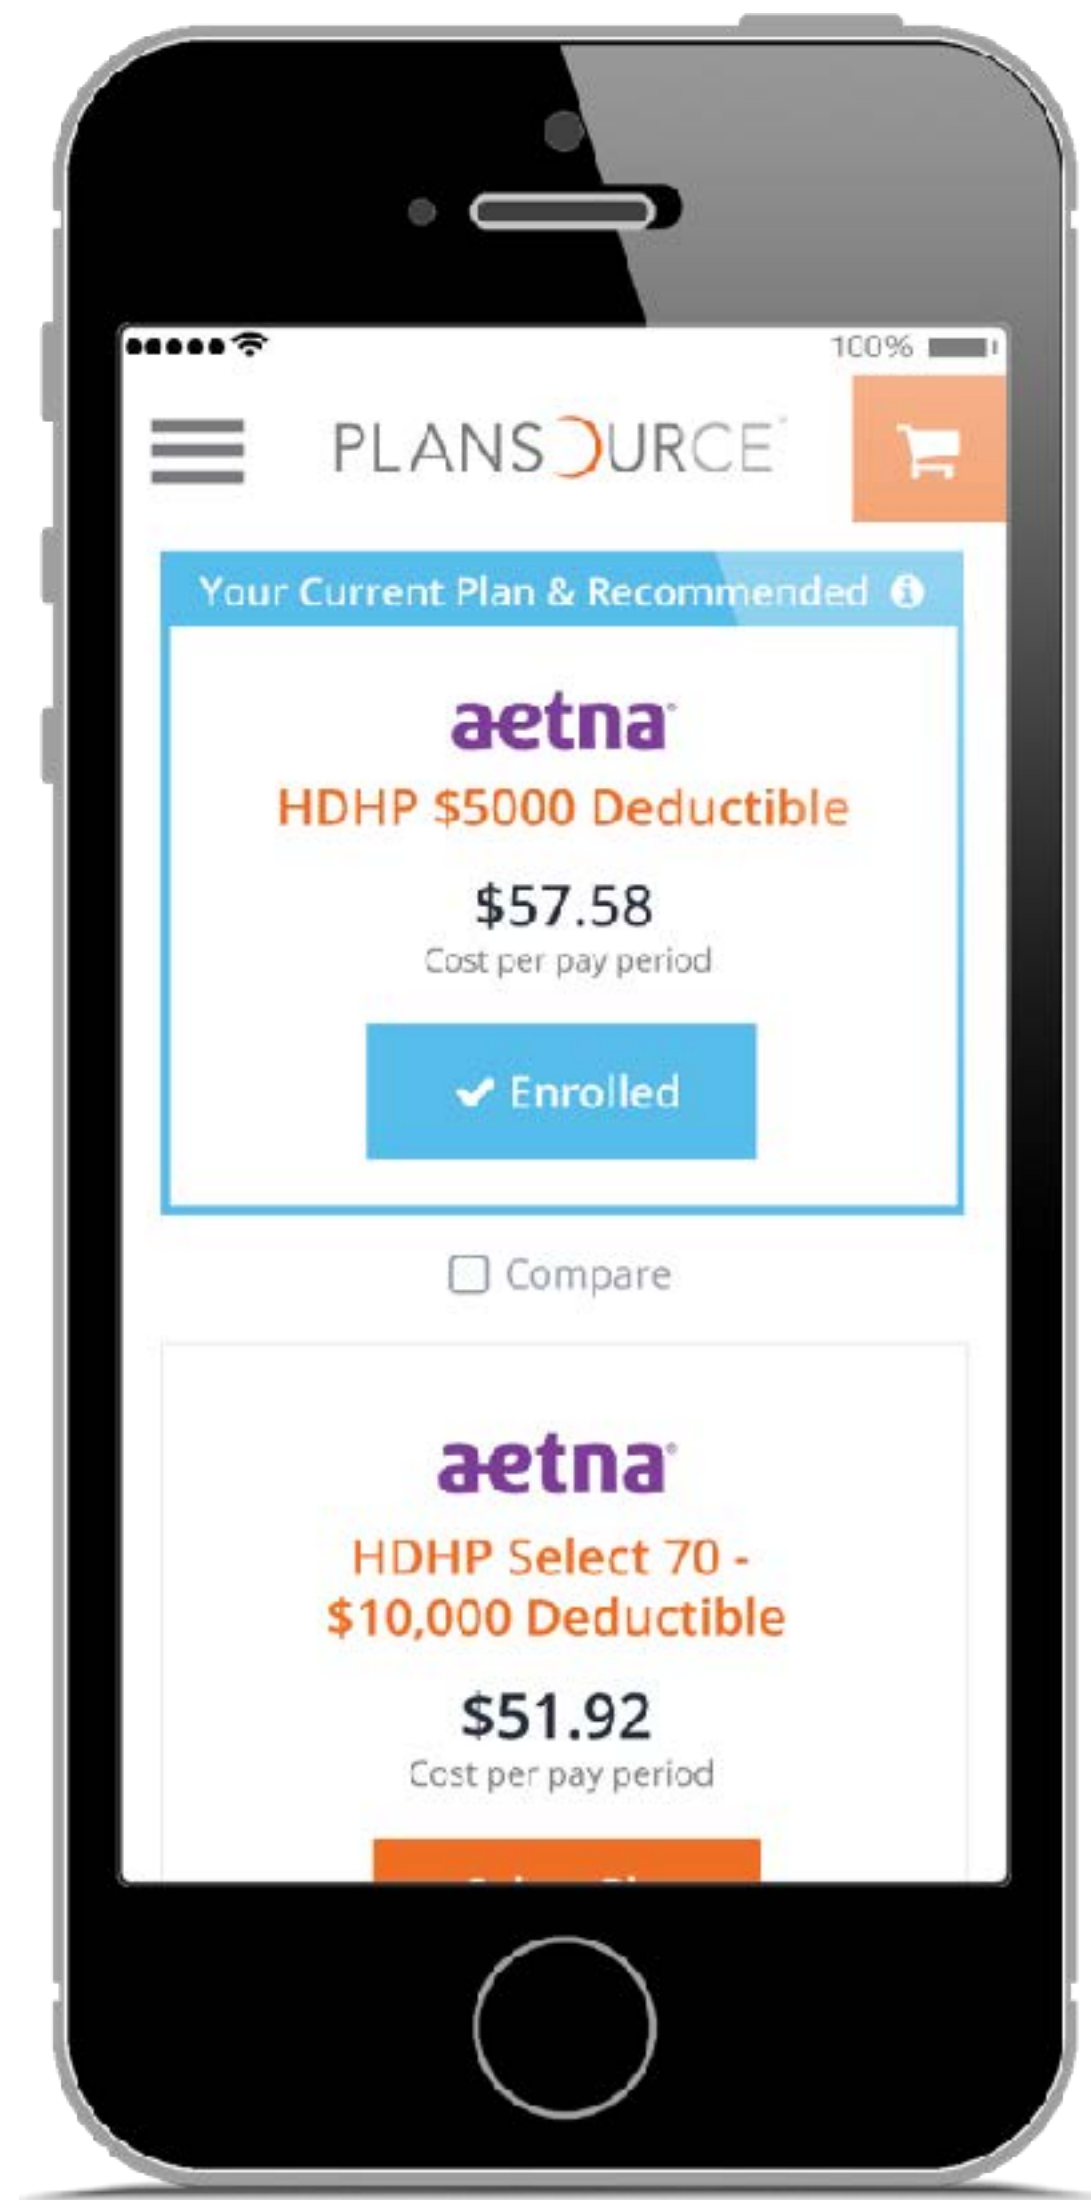 100%
PLANSOURCE
Your Current Plan & Recommended
aetna
HDHP $5000 Deductible
$57.58
Cost per pay period
Enrolled
Compare
aetna
HDHP Select 70 -
$10,000 Deductible
$51.92
Cost per pay period